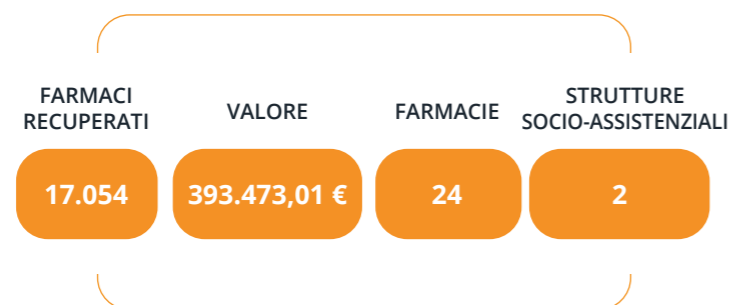 FARMACI
RECUPERATI
VALORE
FARMACIE
STRUTTURE
SOCIO-ASSISTENZIALI
17.054
393.473,01 €
24
2